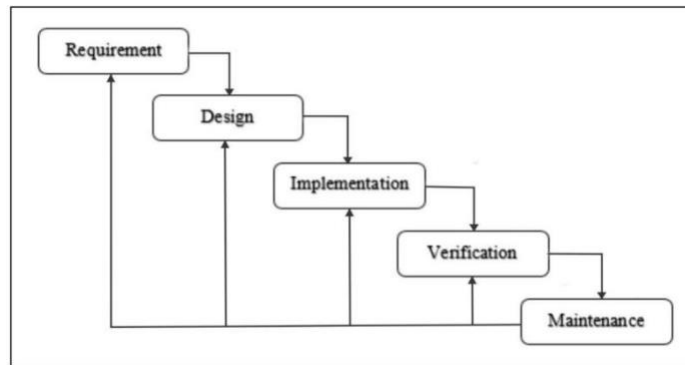 Requirement
Design
Implementation
Verification
Maintenance